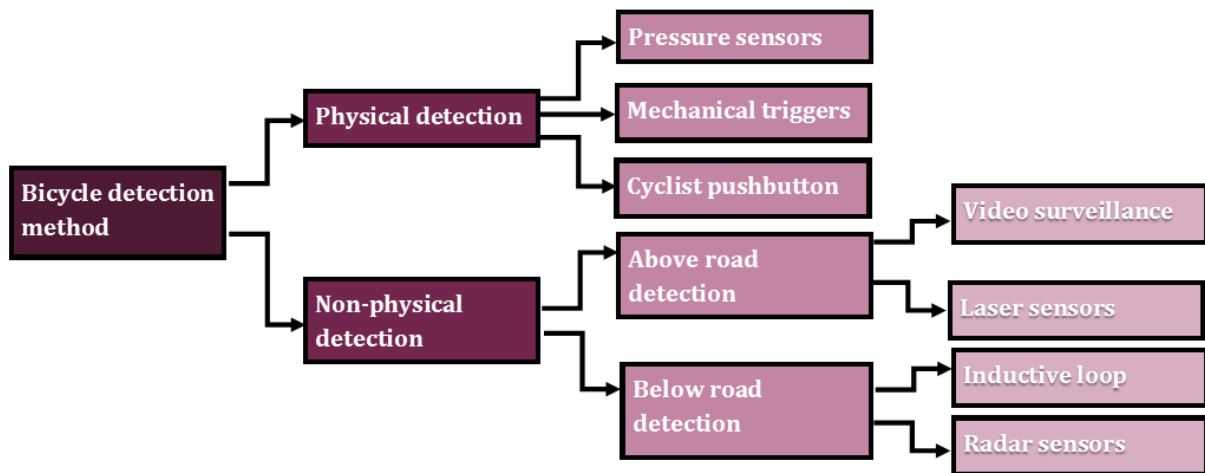 Bicycle detection
method
Physical detection
Pressure sensors
Mechanical triggers
Cyclist pushbutton
Non-physical
detection
Above road
detection
Video surveillance
Laser sensors
Below road
detection
Inductive loop
Radar sensors